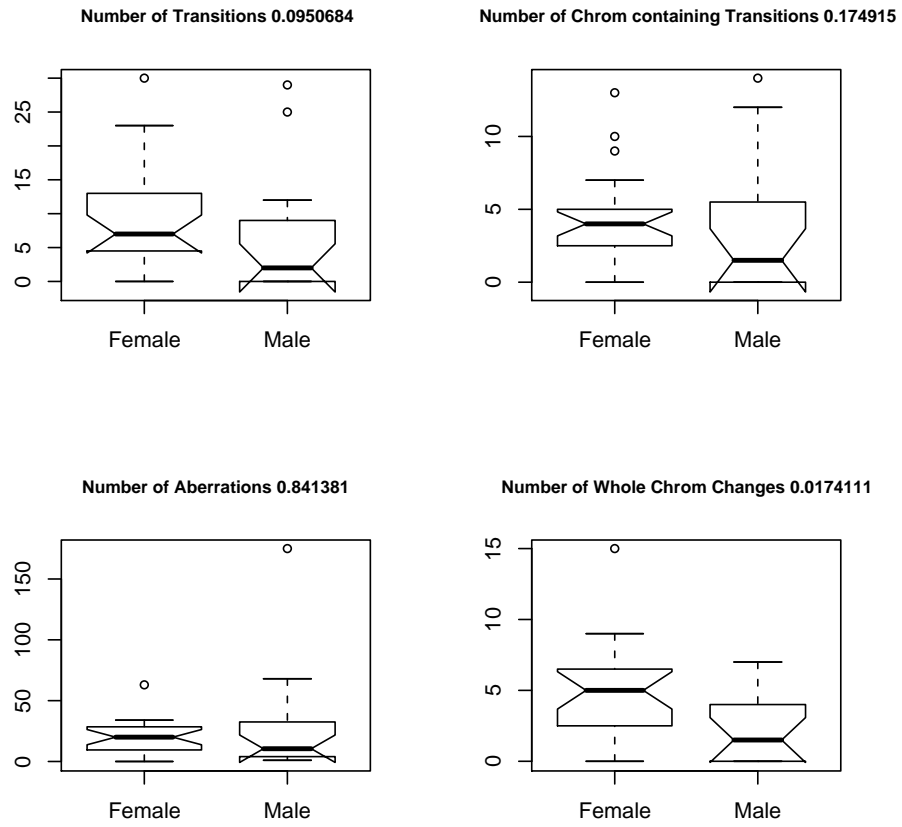 Number of Transitions 0.0950684
25
15
5
0
Female Male
Number of Chrom containing Transitions 0.174915
10
5
0
Female Male
Number of Aberrations 0.841381
150
100
50
0
Female Male
Number of Whole Chrom Changes 0.0174111
15
10
5
0
Female Male